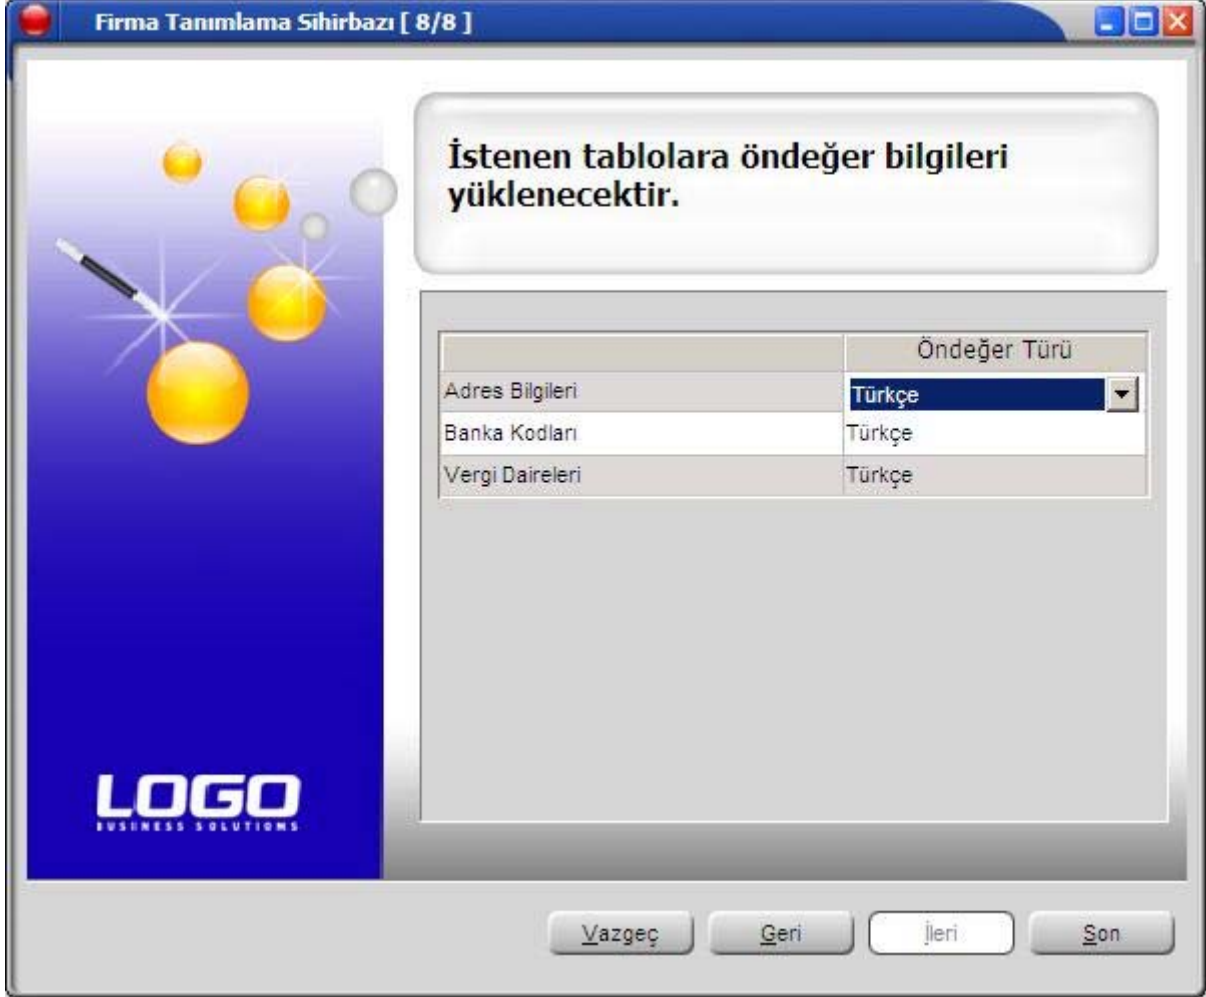 Firma Tanımlama Sihirbazı [ 8/8 ]
İstenen tablolara öndeğer bilgileri
yüklenecektir.
Öndeğer Türü
Adres Bilgileri Türkçe
Banka Kodları Türkçe
Vergi Daireleri Türkçe
LOGO
BUSINESS SOLUTIONS
Vazgeç Geri İleri Son